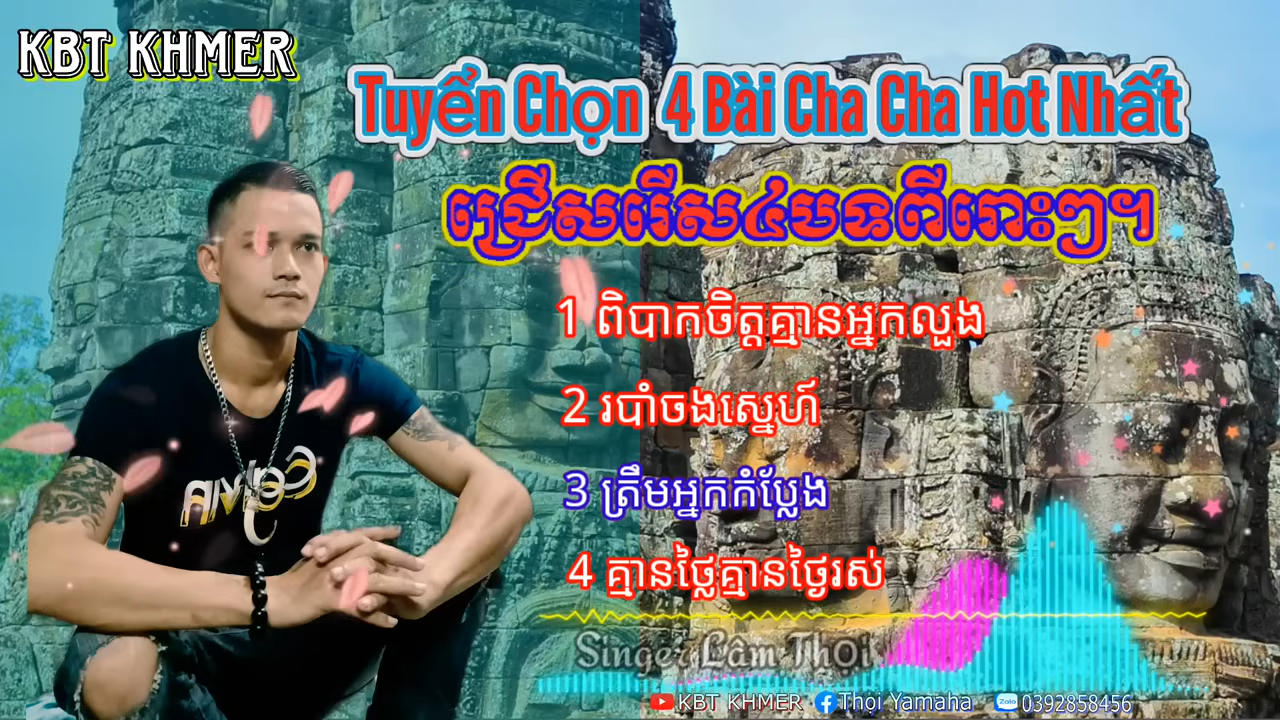 KBT KHMER
Tuyển Chọn 4 Bài Cha Cha Hot Nhất
ជ្រើសរើស៤បទពីរោះៗ។
1 ពិបាកចិត្តគ្មានអ្នកលួង
2 របាំចងស្នេហ៍
3 ត្រឹមអ្នកកំប្លែង
4 គ្មានថ្លៃគ្មានថ្ងៃរស់
Singer Lâm Thoi
KBT KHMER Thọi Yamaha Zalo 0392858456